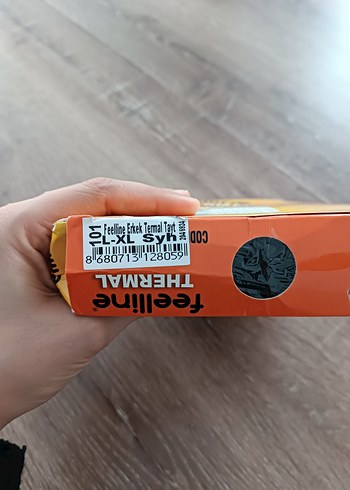 101
Feelline Erkek Termal Tayt
L-XL Syh
8 680713 128059
COD
THERMAL
feelline